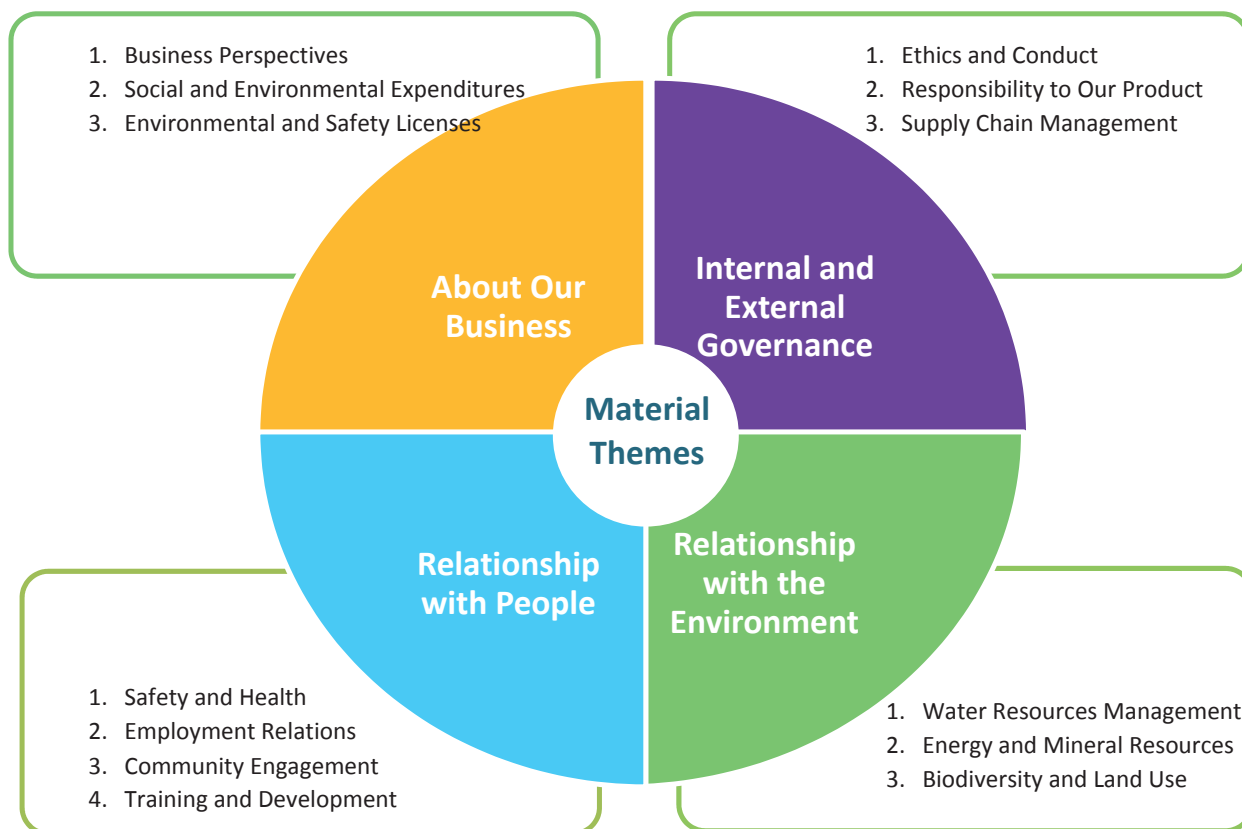 1. Business Perspectives
2. Social and Environmental Expenditures
3. Environmental and Safety Licenses
1. Ethics and Conduct
2. Responsibility to Our Product
3. Supply Chain Management
About Our
Business
Internal and
External
Governance
Material
Themes
Relationship
with People
Relationship
with the
Environment
1. Safety and Health
2. Employment Relations
3. Community Engagement
4. Training and Development
1. Water Resources Management
2. Energy and Mineral Resources
3. Biodiversity and Land Use